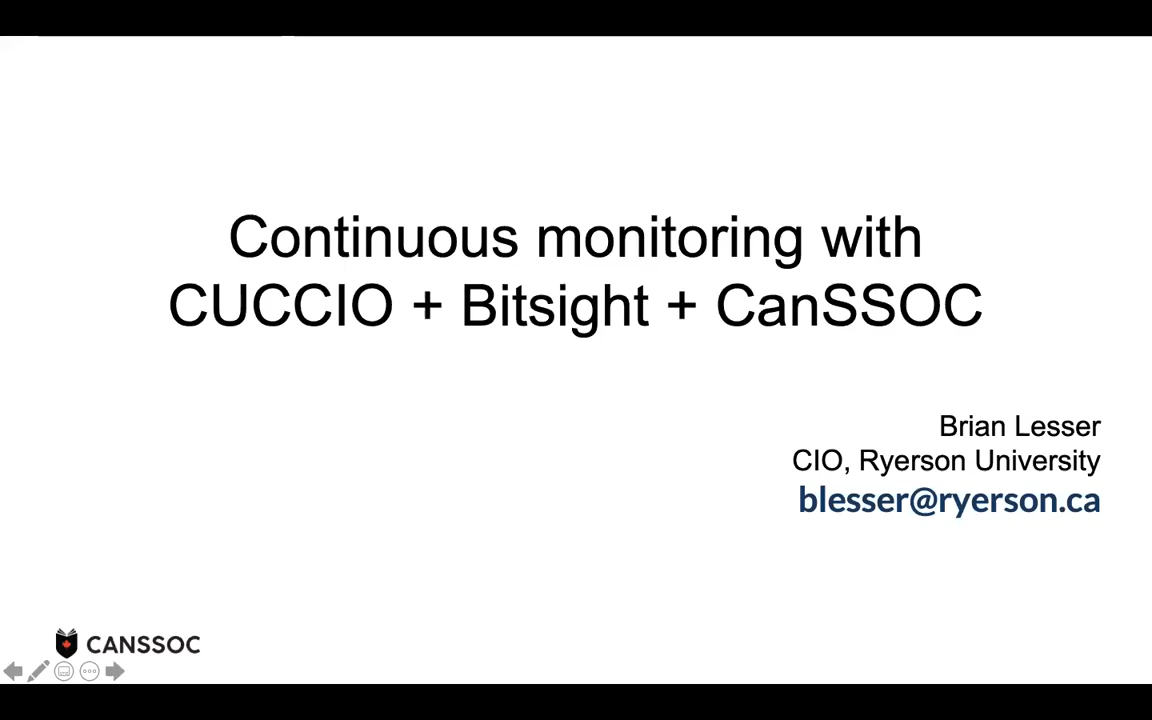 Continuous monitoring with
CUCCIO + Bitsight + CanSSOC
Brian Lesser
CIO, Ryerson University
blesser@ryerson.ca
CANSSOC